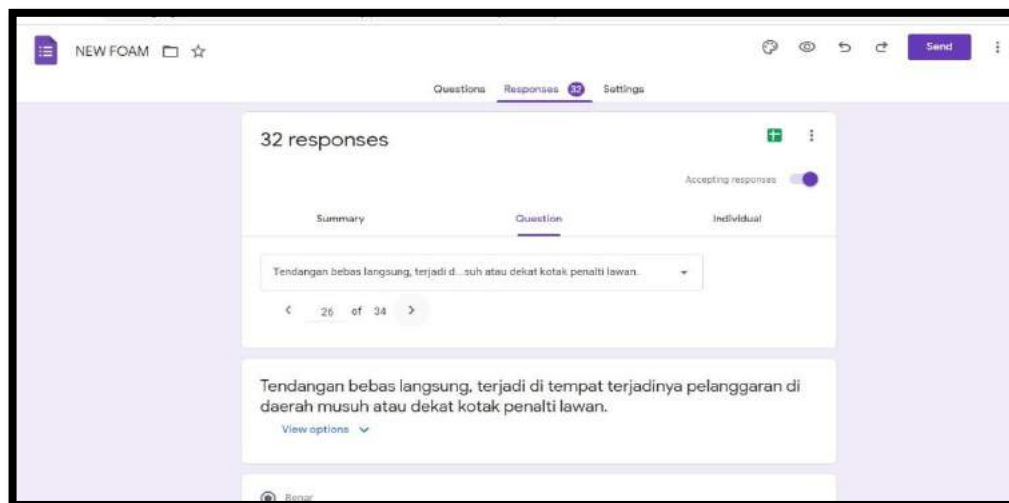 NEW FOAM
Send
Questions Responses 32 Settings
32 responses
Accepting responses
Summary Question Individual
Tendangan bebas langsung, terjadi d...suh atau dekat kotak penalti lawan.
26 of 34
Tendangan bebas langsung, terjadi di tempat terjadinya pelanggaran di
daerah musuh atau dekat kotak penalti lawan.
View options
Benar